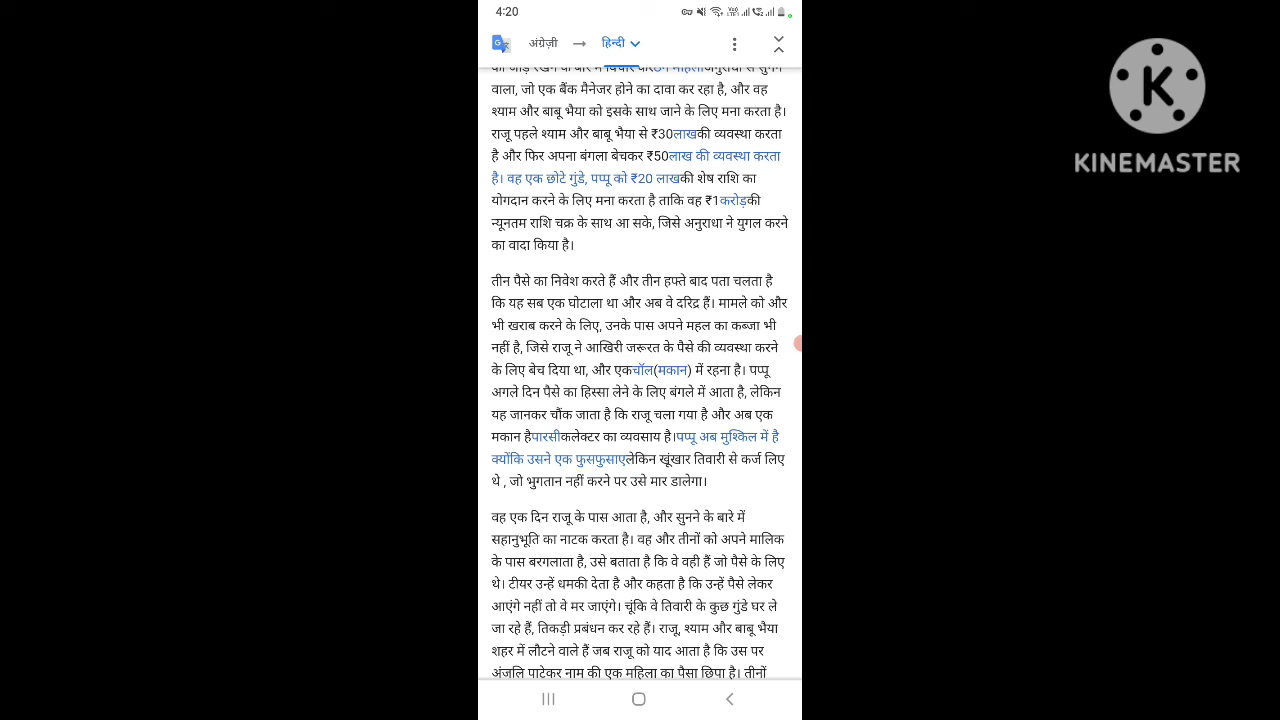 4:20
अंग्रेज़ी → हिन्दी
वाला, जो एक बैंक मैनेजर होने का दावा कर रहा है, और वह
श्याम और बाबू भैया को इसके साथ जाने के लिए मना करता है।
राजू पहले श्याम और बाबू भैया से ₹30लाखकी व्यवस्था करता
है और फिर अपना बंगला बेचकर ₹50लाख की व्यवस्था करता
है। वह एक छोटे गुंडे, पप्पू को ₹20 लाखकी शेष राशि का
योगदान करने के लिए मना करता है ताकि वह ₹1करोड़की
न्यूनतम राशि चक्र के साथ आ सके, जिसे अनुराधा ने युगल करने
का वादा किया है।
तीन पैसे का निवेश करते हैं और तीन हफ्ते बाद पता चलता है
कि यह सब एक घोटाला था और अब वे दरिद्र हैं। मामले को और
भी खराब करने के लिए, उनके पास अपने महल का कब्जा भी
नहीं है, जिसे राजू ने आखिरी जरूरत के पैसे की व्यवस्था करने
के लिए बेच दिया था, और एकचॉल(मकान) में रहना है। पप्पू
अगले दिन पैसे का हिस्सा लेने के लिए बंगले में आता है, लेकिन
यह जानकर चौंक जाता है कि राजू चला गया है और अब एक
मकान हैपारसीकलेक्टर का व्यवसाय है।पप्पू अब मुश्किल में है
क्योंकि उसने एक फुसफुसाएलेकिन खूंखार तिवारी से कर्ज लिए
थे , जो भुगतान नहीं करने पर उसे मार डालेगा।
वह एक दिन राजू के पास आता है, और सुनने के बारे में
सहानुभूति का नाटक करता है। वह और तीनों को अपने मालिक
के पास बरगलाता है, उसे बताता है कि वे वही हैं जो पैसे के लिए
थे। टीयर उन्हें धमकी देता है और कहता है कि उन्हें पैसे लेकर
आएंगे नहीं तो वे मर जाएंगे। चूंकि वे तिवारी के कुछ गुंडे घर ले
जा रहे हैं, तिकड़ी प्रबंधन कर रहे हैं। राजू, श्याम और बाबू भैया
शहर में लौटने वाले हैं जब राजू को याद आता है कि उस पर
अंजलि पाटेकर नाम की एक महिला का पैसा छिपा है। तीनों
K
KINEMASTER